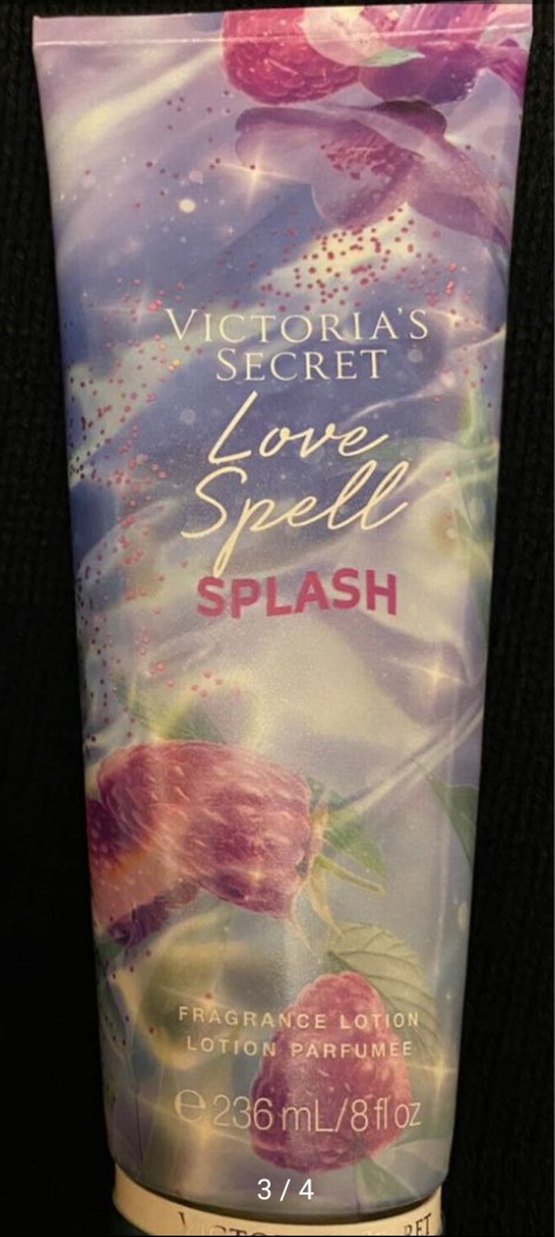 VICTORIA'S
SECRET
Love
Spell
SPLASH
FRAGRANCE LOTION
LOTION PARFUMÉE
℮ 236 mL/8 fl oz
3 / 4